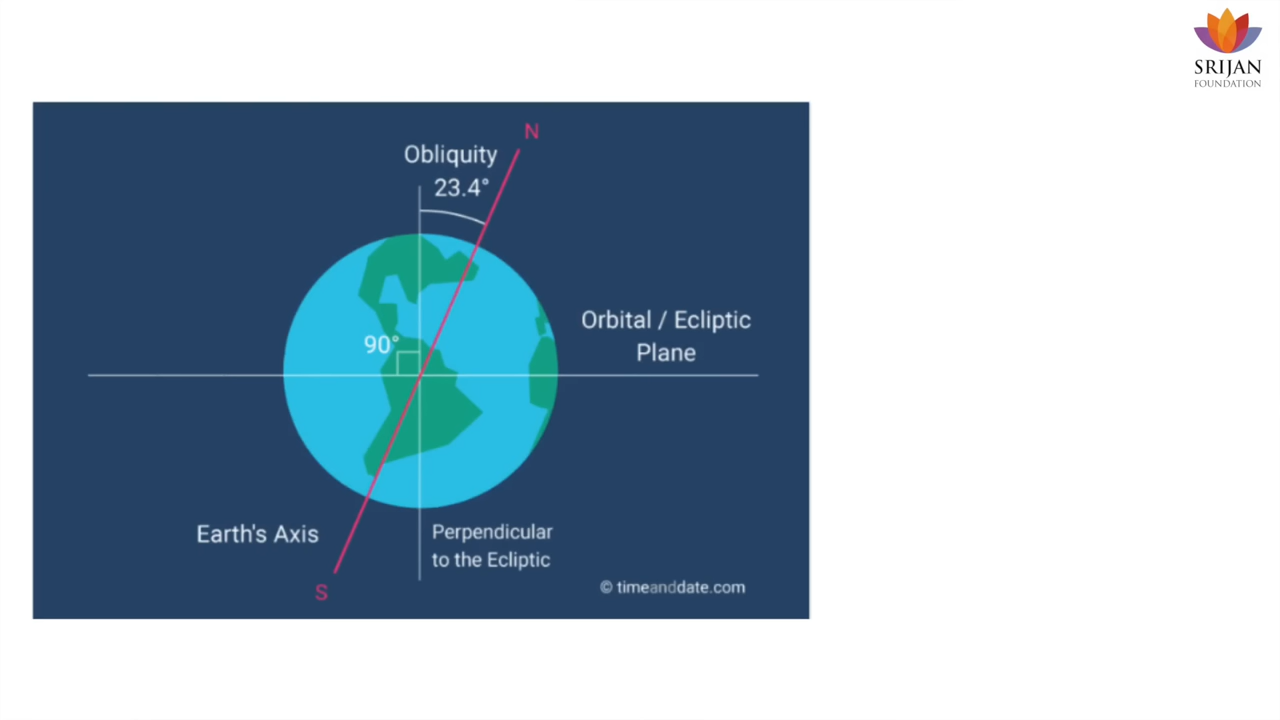 SRIJAN
FOUNDATION
N
Obliquity
23.4°
90°
Orbital / Ecliptic
Plane
Earth's Axis
Perpendicular
to the Ecliptic
S
© timeanddate.com